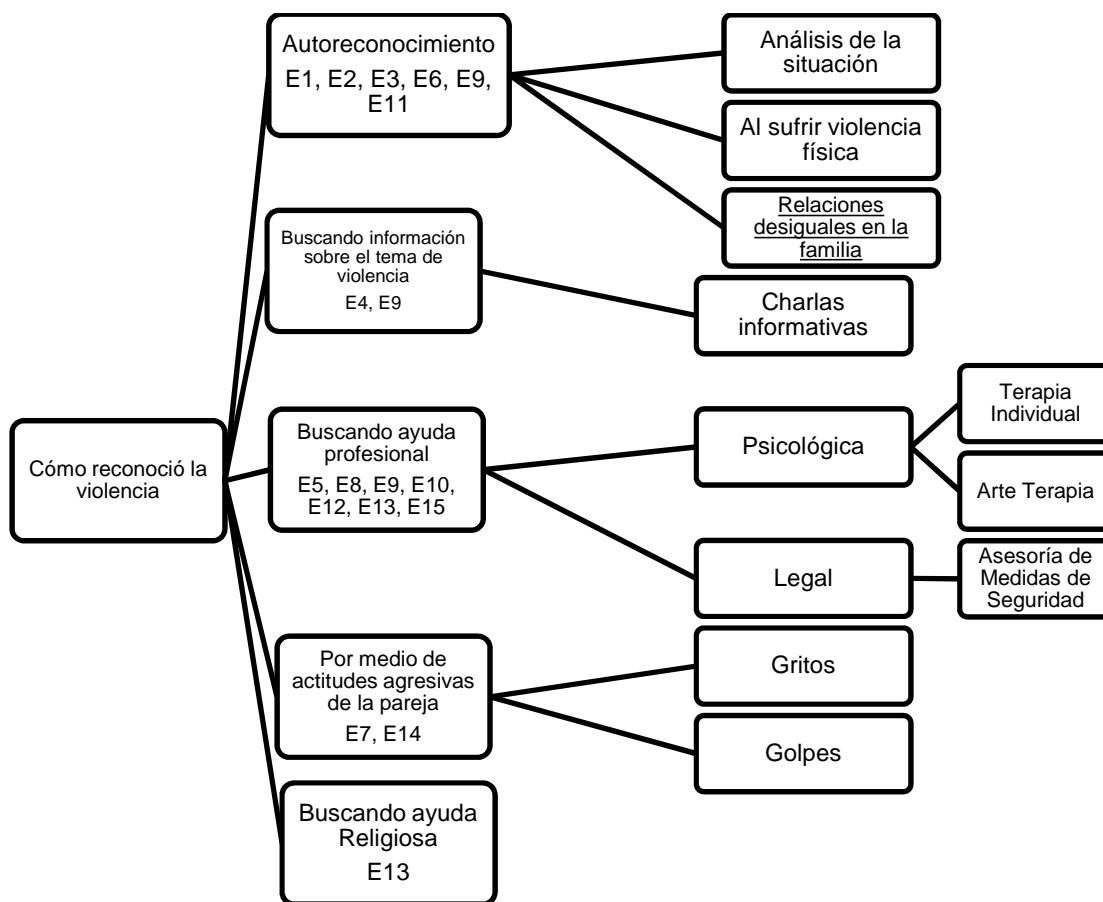 Autoreconocimiento
E1, E2, E3, E6, E9,
E11
Análisis de la
situación
Al sufrir violencia
física
Relaciones
desiguales en la
familia
Buscando información
sobre el tema de
violencia
E4, E9
Charlas
informativas
Cómo reconoció la
violencia
Buscando ayuda
profesional
E5, E8, E9, E10,
E12, E13, E15
Psicológica
Terapia
Individual
Arte Terapia
Legal
Asesoría de
Medidas de
Seguridad
Por medio de
actitudes agresivas
de la pareja
E7, E14
Gritos
Golpes
Buscando ayuda
Religiosa
E13